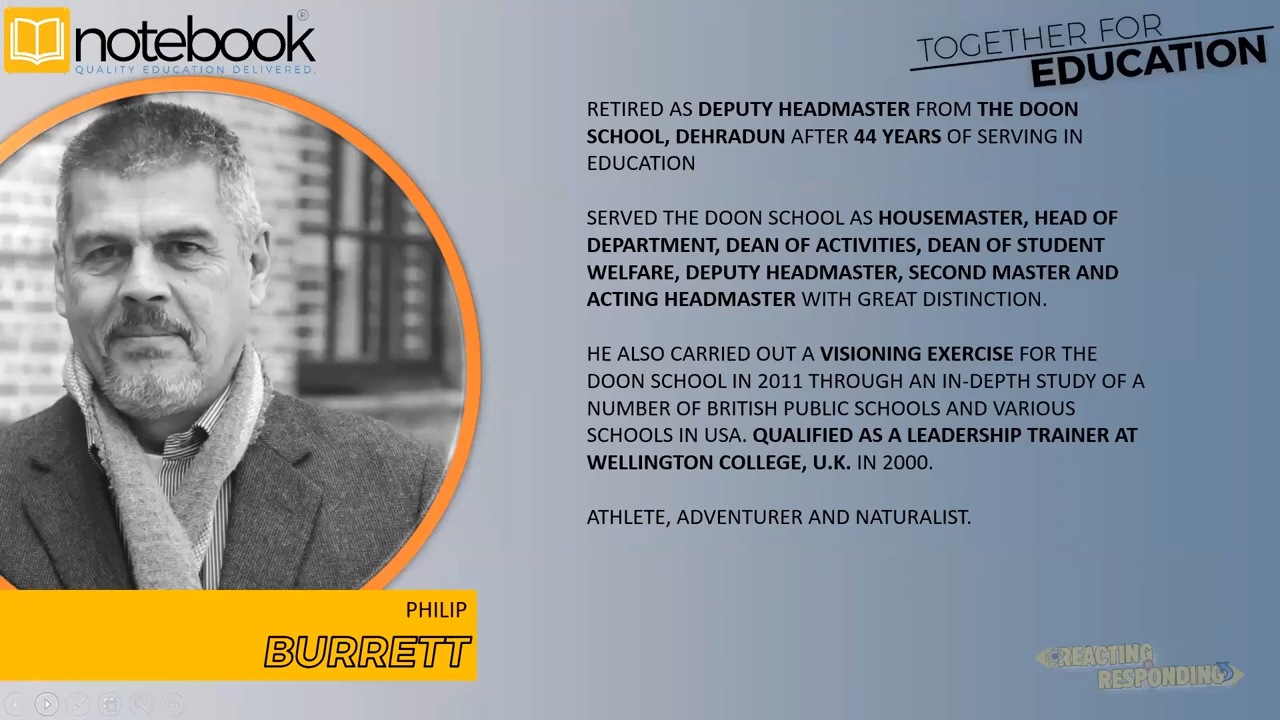 notebook®
QUALITY EDUCATION DELIVERED.
TOGETHER FOR
EDUCATION
RETIRED AS DEPUTY HEADMASTER FROM THE DOON
SCHOOL, DEHRADUN AFTER 44 YEARS OF SERVING IN
EDUCATION
SERVED THE DOON SCHOOL AS HOUSEMASTER, HEAD OF
DEPARTMENT, DEAN OF ACTIVITIES, DEAN OF STUDENT
WELFARE, DEPUTY HEADMASTER, SECOND MASTER AND
ACTING HEADMASTER WITH GREAT DISTINCTION.
HE ALSO CARRIED OUT A VISIONING EXERCISE FOR THE
DOON SCHOOL IN 2011 THROUGH AN IN-DEPTH STUDY OF A
NUMBER OF BRITISH PUBLIC SCHOOLS AND VARIOUS
SCHOOLS IN USA. QUALIFIED AS A LEADERSHIP TRAINER AT
WELLINGTON COLLEGE, U.K. IN 2000.
ATHLETE, ADVENTURER AND NATURALIST.
PHILIP
BURRETT
REACTING
RESPONDING